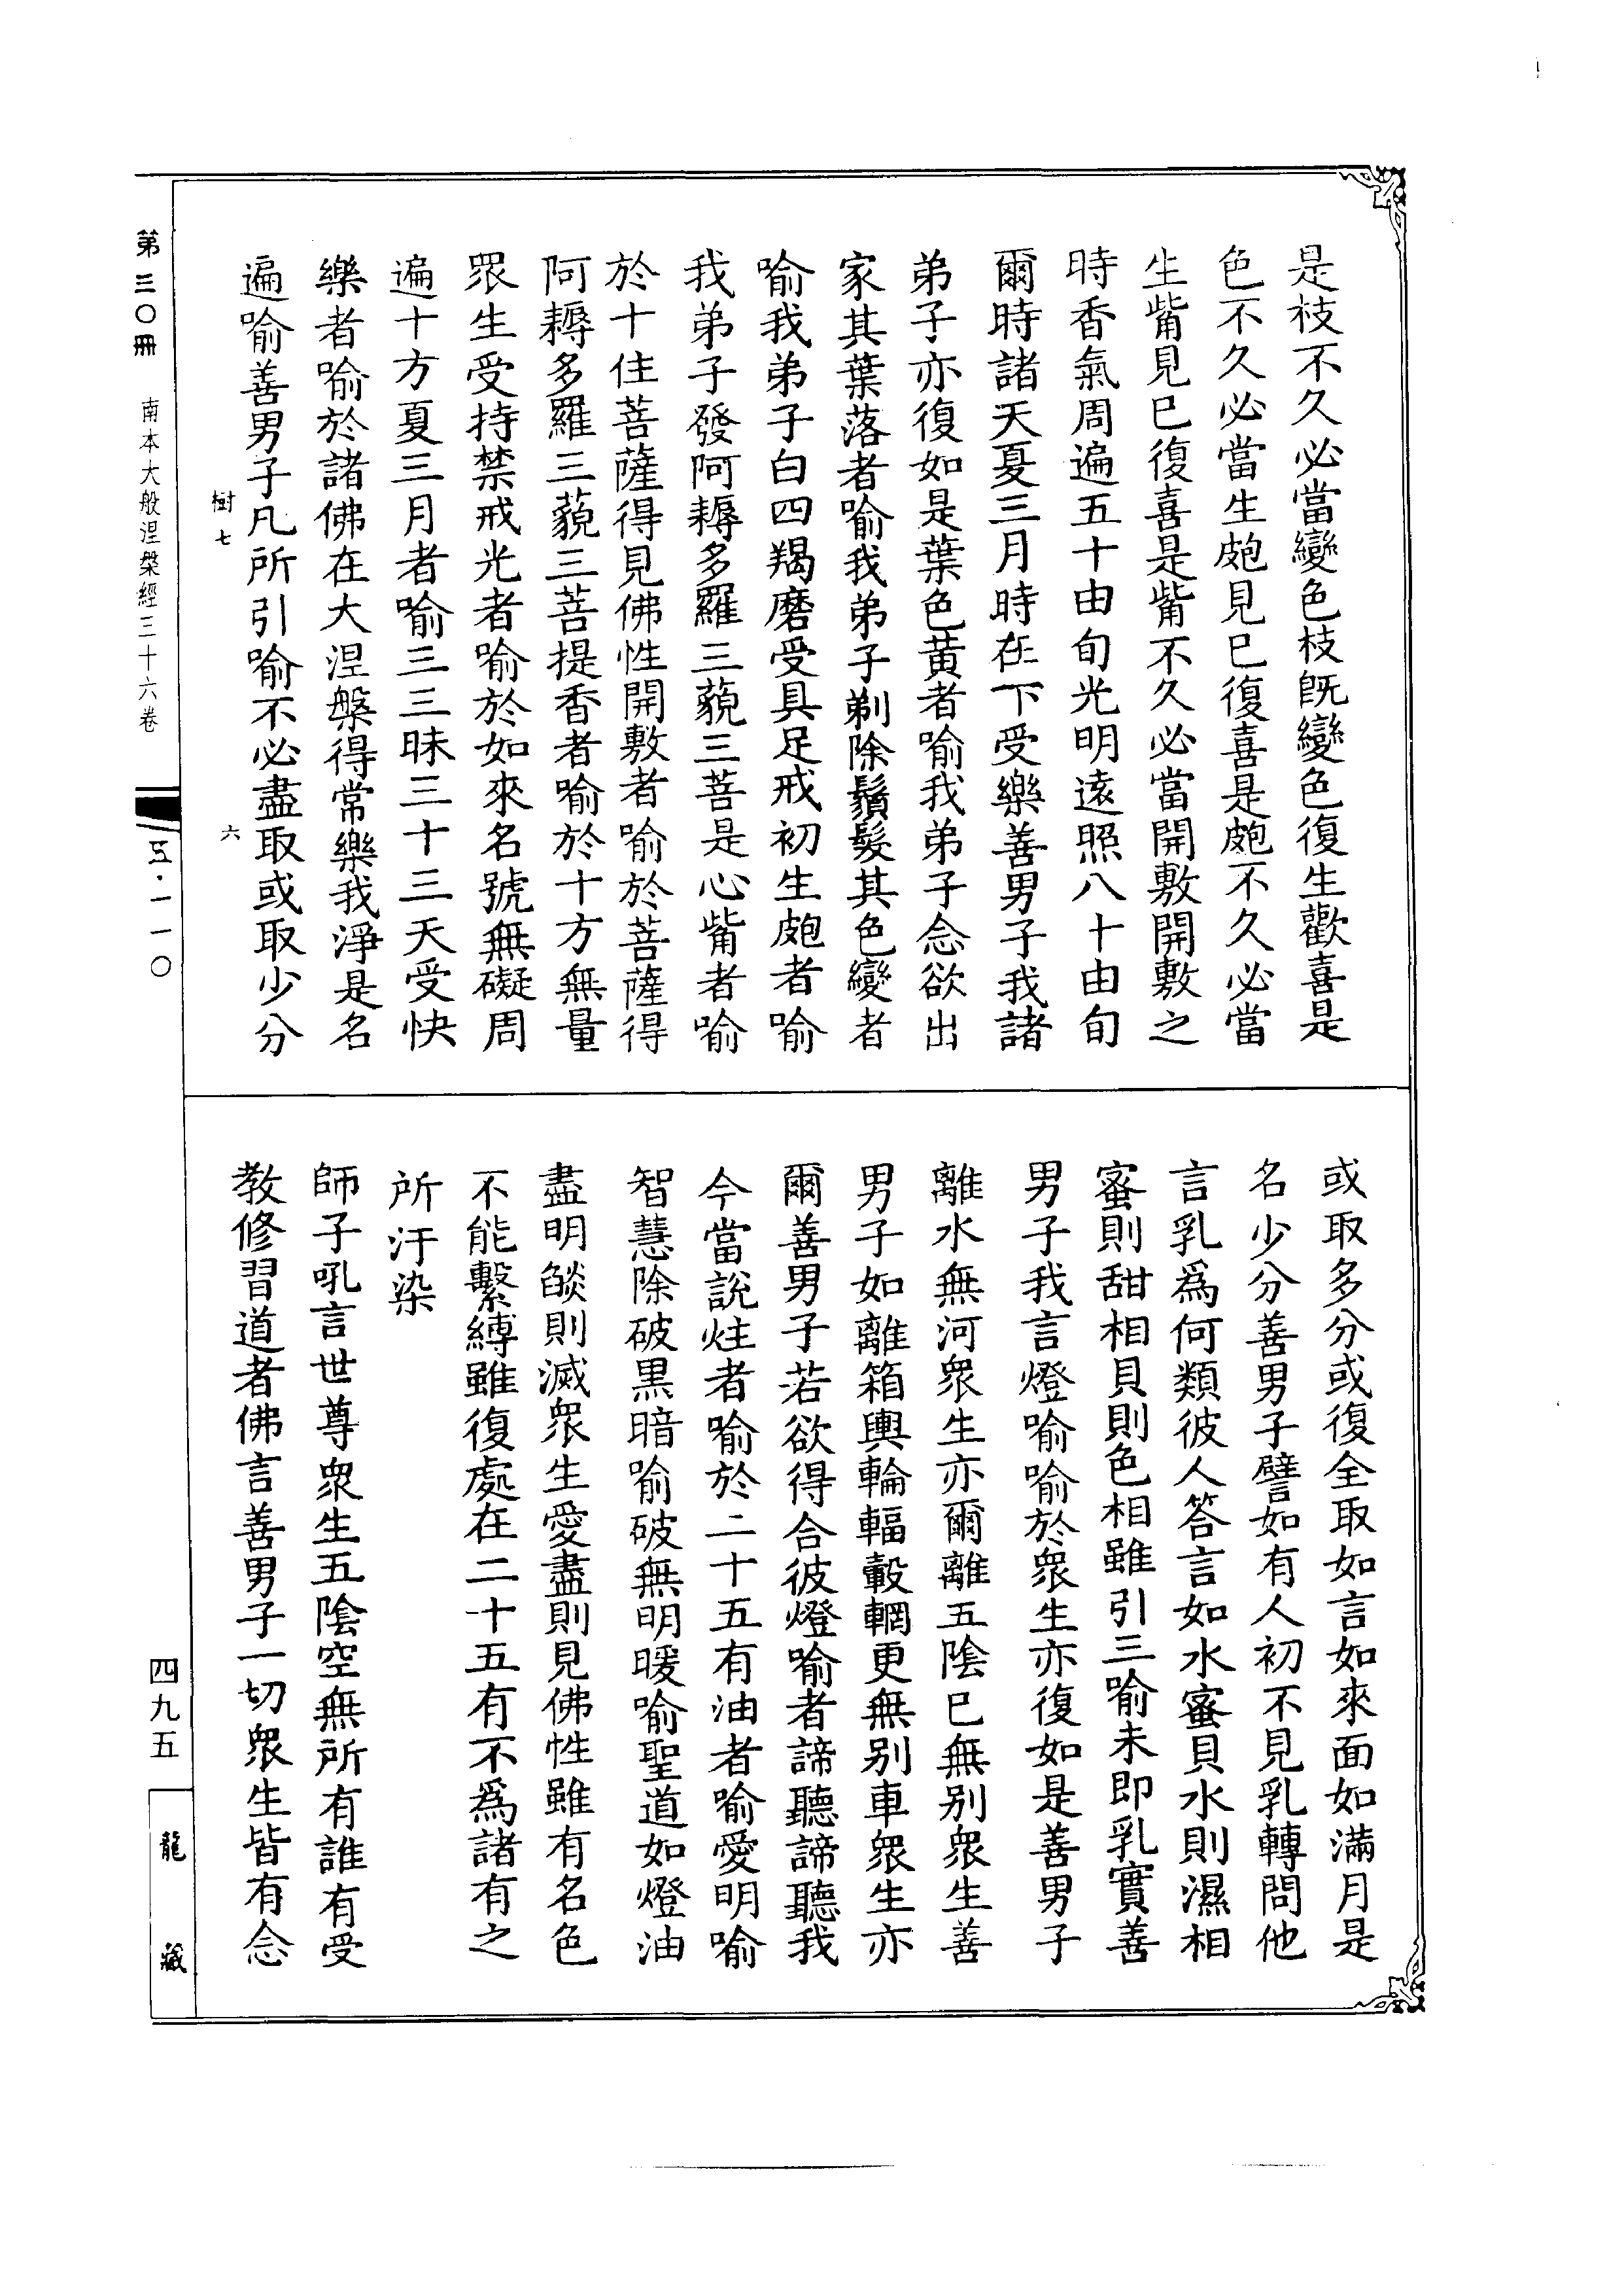 是枝不久必當變色枝旣變色復生歡喜是
色不久必當生皰見已復喜是皰不久必當
生觜見已復喜是觜不久必當開敷開敷之
時香氣周遍五十由旬光明遠照八十由旬
爾時諸天夏三月時在下受樂善男子我諸
弟子亦復如是葉色黃者喻我弟子念欲出
家其葉落者喻我弟子剃除鬚髮其色變者
喻我弟子白四羯磨受具足戒初生皰者喻
我弟子發阿耨多羅三藐三菩是心觜者喻
於十住菩薩得見佛性開敷者喻於菩薩得
阿耨多羅三藐三菩提香者喻於十方無量
眾生受持禁戒光者喻於如來名號無礙周
遍十方夏三月者喻三三昧三十三天受快
樂者喻於諸佛在大涅槃得常樂我淨是名
遍喻善男子凡所引喻不必盡取或取少分
樹七
六
或取多分或復全取如言如來面如滿月是
名少分善男子譬如有人初不見乳轉問他
言乳爲何類彼人答言如水蜜貝水則濕相
蜜則甜相貝則色相雖引三喻未即乳實善
男子我言燈喻喻於衆生亦復如是善男子
離水無河衆生亦爾離五陰已無別衆生善
男子如離箱輿輪輻轂輞更無別車衆生亦
爾善男子若欲得合彼燈喻者諦聽諦聽我
今當說炷者喻於二十五有油者喻愛明喻
智慧除破黒暗喻破無明暖喻聖道如燈油
盡明燄則滅衆生愛盡則見佛性雖有名色
不能繫縛雖復處在二十五有不爲諸有之
所汙染
師子吼言世尊衆生五陰空無所有誰有受
教修習道者佛言善男子一切衆生皆有念
第三〇冊
南本大般涅槃經三十六卷
五·一一〇
四九五
龍藏